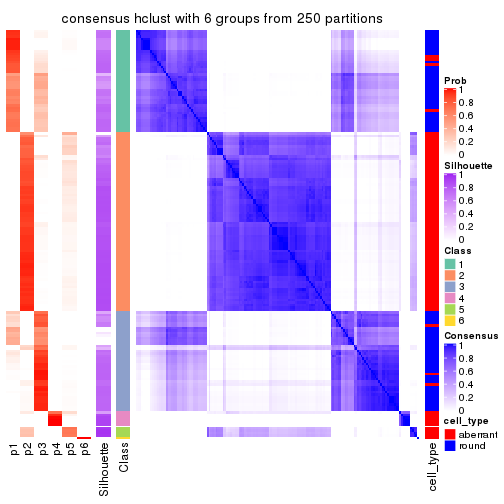 consensus hclust with 6 groups from 250 partitions
Prob
1
0.8
0.6
0.4
0.2
0
Silhouette
1
0.8
0.6
0.4
0.2
0
Class
1
2
3
4
5
6
Consensus
1
0.8
0.6
0.4
0.2
0
cell_type
aberrant
round
p1
p2
p3
p4
p5
p6
Silhouette
Class
cell_type